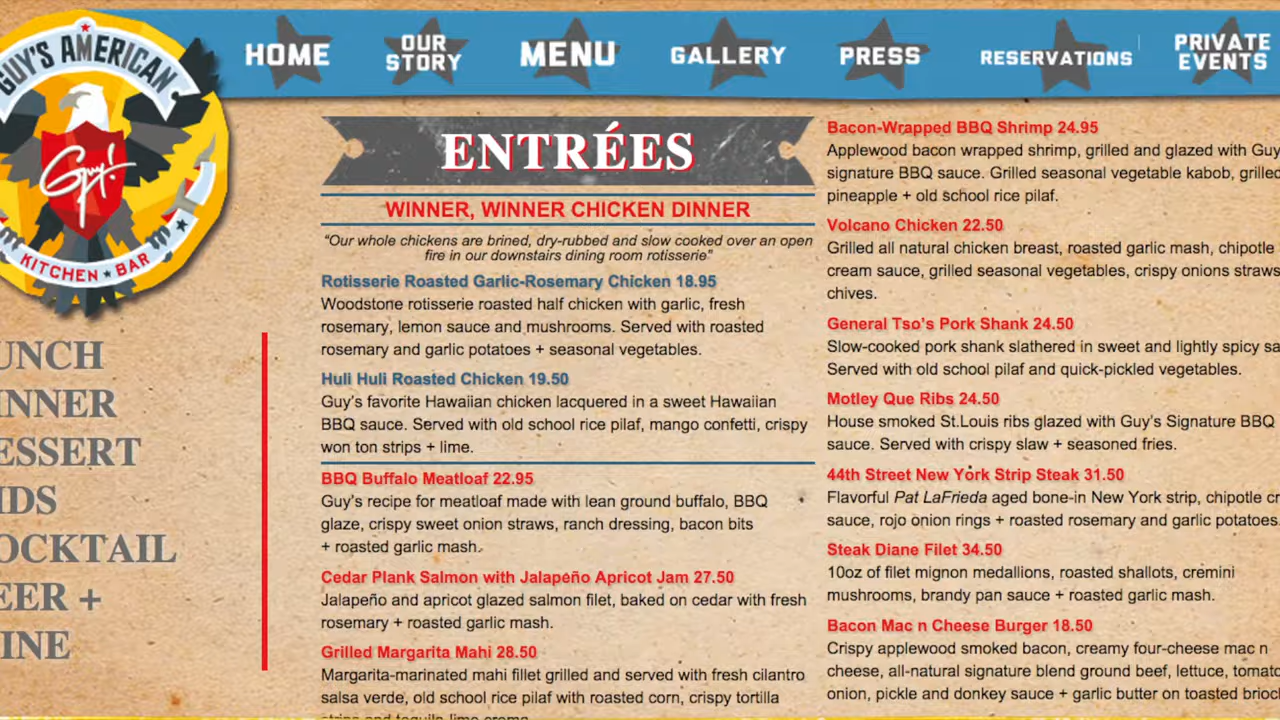 GUY'S AMERICAN
Guy!
KITCHEN ★ BAR
HOME
OUR
STORY
MENU
GALLERY
PRESS
RESERVATIONS
PRIVATE
EVENTS
UNCH
INNER
ESSERT
IDS
OCKTAIL
EER +
INE
ENTRÉES
WINNER, WINNER CHICKEN DINNER
“Our whole chickens are brined, dry-rubbed and slow cooked over an open
fire in our downstairs dining room rotisserie”
Rotisserie Roasted Garlic-Rosemary Chicken 18.95
Woodstone rotisserie roasted half chicken with garlic, fresh
rosemary, lemon sauce and mushrooms. Served with roasted
rosemary and garlic potatoes + seasonal vegetables.
Huli Huli Roasted Chicken 19.50
Guy’s favorite Hawaiian chicken lacquered in a sweet Hawaiian
BBQ sauce. Served with old school rice pilaf, mango confetti, crispy
won ton strips + lime.
BBQ Buffalo Meatloaf 22.95
Guy’s recipe for meatloaf made with lean ground buffalo, BBQ
glaze, crispy sweet onion straws, ranch dressing, bacon bits
+ roasted garlic mash.
Cedar Plank Salmon with Jalapeño Apricot Jam 27.50
Jalapeño and apricot glazed salmon filet, baked on cedar with fresh
rosemary + roasted garlic mash.
Grilled Margarita Mahi 28.50
Margarita-marinated mahi fillet grilled and served with fresh cilantro
salsa verde, old school rice pilaf with roasted corn, crispy tortilla
strips and tequila-lime crema.
Bacon-Wrapped BBQ Shrimp 24.95
Applewood bacon wrapped shrimp, grilled and glazed with Guy
signature BBQ sauce. Grilled seasonal vegetable kabob, grilled
pineapple + old school rice pilaf.
Volcano Chicken 22.50
Grilled all natural chicken breast, roasted garlic mash, chipotle
cream sauce, grilled seasonal vegetables, crispy onions straws
chives.
General Tso’s Pork Shank 24.50
Slow-cooked pork shank slathered in sweet and lightly spicy sa
Served with old school pilaf and quick-pickled vegetables.
Motley Que Ribs 24.50
House smoked St.Louis ribs glazed with Guy’s Signature BBQ
sauce. Served with crispy slaw + seasoned fries.
44th Street New York Strip Steak 31.50
Flavorful Pat LaFrieda aged bone-in New York strip, chipotle cr
sauce, rojo onion rings + roasted rosemary and garlic potatoes.
Steak Diane Filet 34.50
10oz of filet mignon medallions, roasted shallots, cremini
mushrooms, brandy pan sauce + roasted garlic mash.
Bacon Mac n Cheese Burger 18.50
Crispy applewood smoked bacon, creamy four-cheese mac n
cheese, all-natural signature blend ground beef, lettuce, tomato
onion, pickle and donkey sauce + garlic butter on toasted brioc